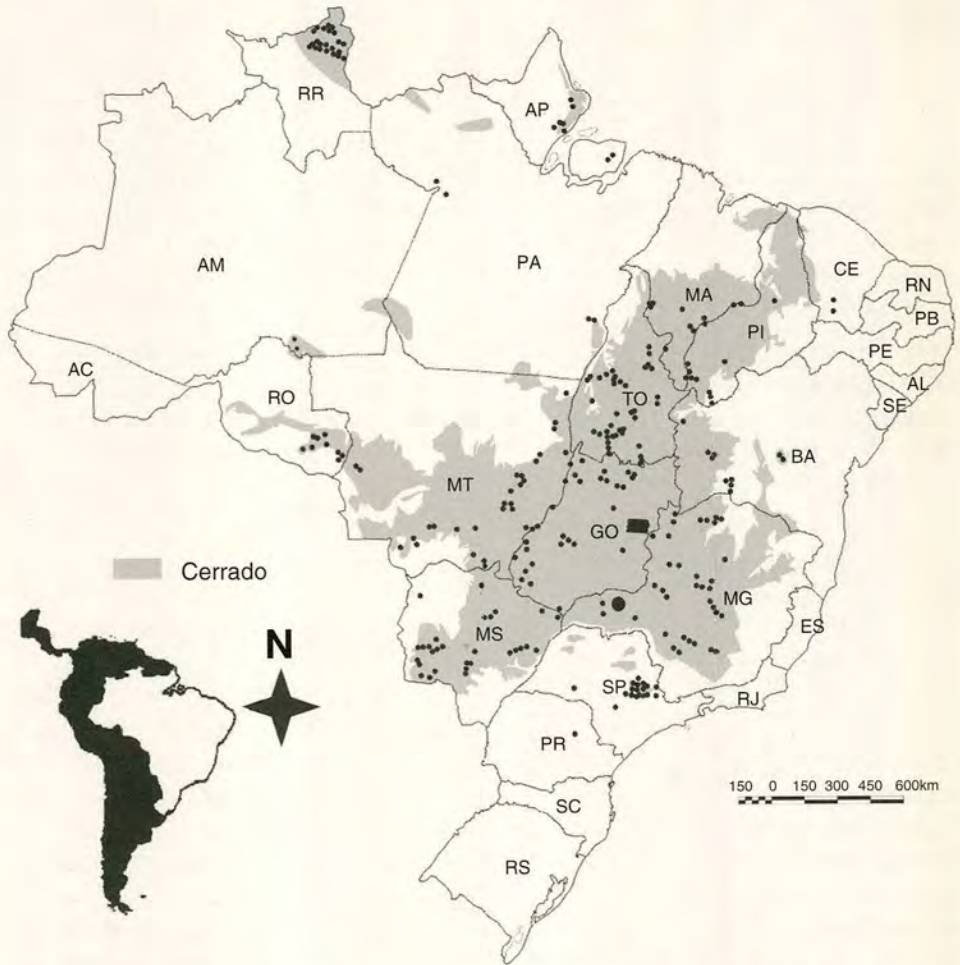 RR
AP
AM
PA
CE
RN
MA
PB
PI
PE
AC
AL
TO
SE
RO
BA
MT
GO
Cerrado
MG
MS
ES
N
SP
RJ
PR
150 0 150 300 450 600km
SC
RS